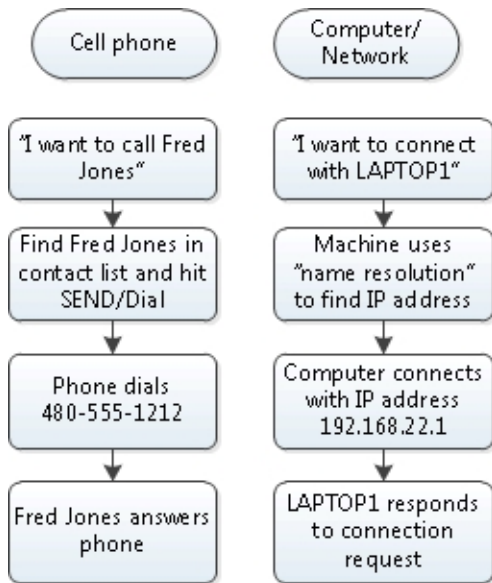 Cell phone
"I want to call Fred
Jones"
Find Fred Jones in
contact list and hit
SEND/Dial
Phone dials
480-555-1212
Fred Jones answers
phone
Computer/
Network
"I want to connect
with LAPTOP1"
Machine uses
"name resolution"
to find IP address
Computer connects
with IP address
192.168.22.1
LAPTOP1 responds
to connection
request